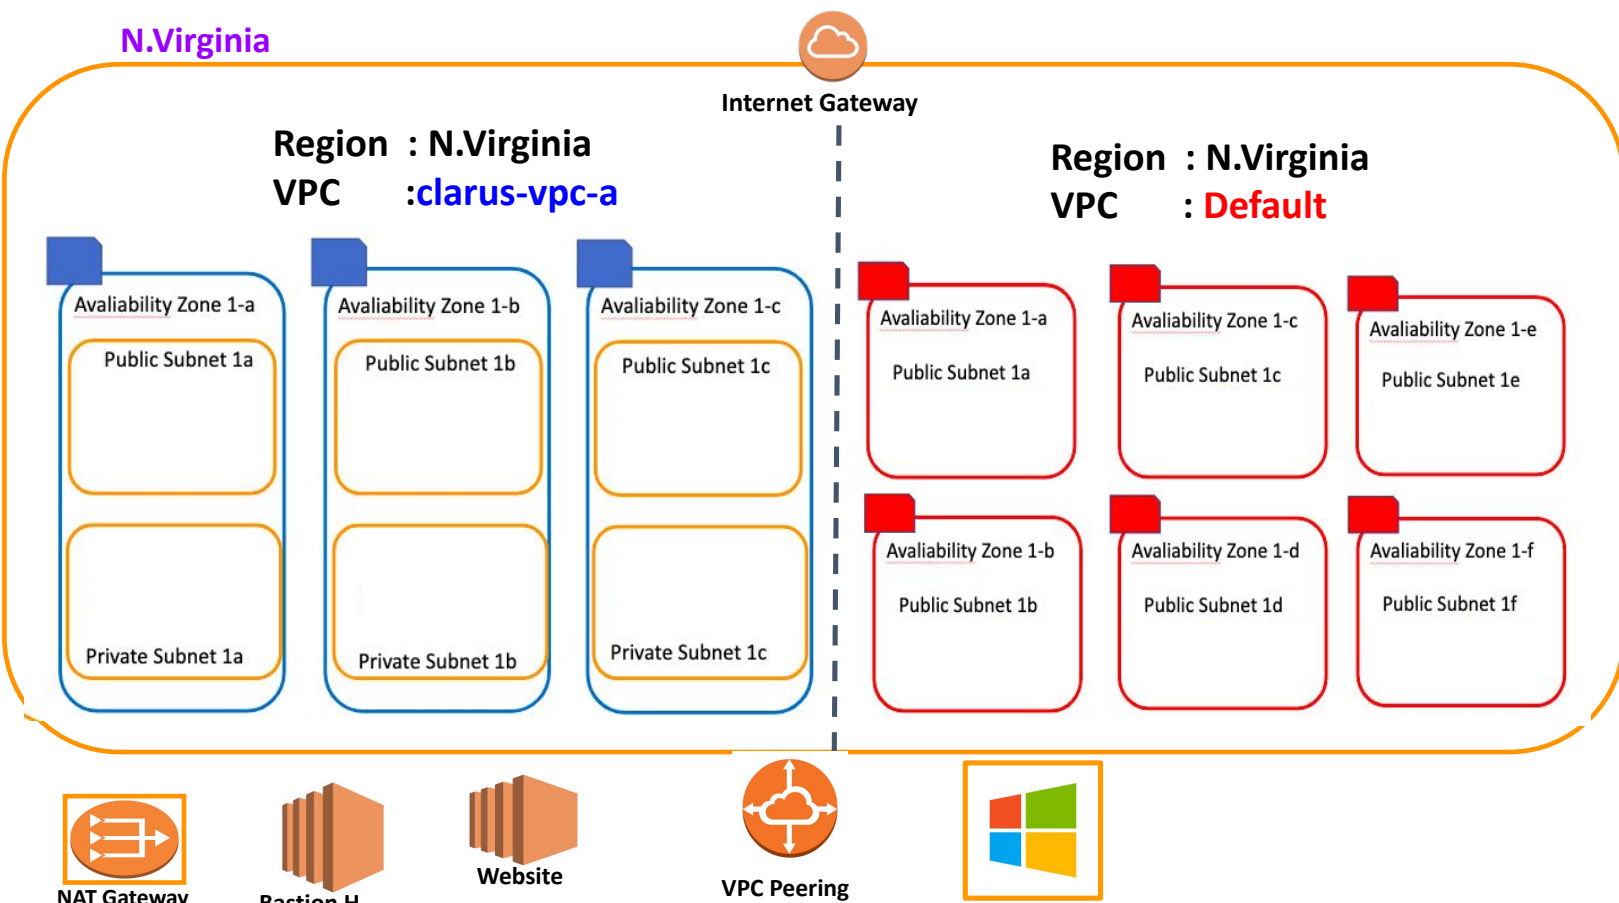 N.Virginia
Internet Gateway
Region : N.Virginia
VPC :clarus-vpc-a
Region : N.Virginia
VPC : Default
Avaliability Zone 1-a
Public Subnet 1a
Private Subnet 1a
Avaliability Zone 1-b
Public Subnet 1b
Private Subnet 1b
Avaliability Zone 1-c
Public Subnet 1c
Private Subnet 1c
Avaliability Zone 1-a
Public Subnet 1a
Avaliability Zone 1-c
Public Subnet 1c
Avaliability Zone 1-e
Public Subnet 1e
Avaliability Zone 1-b
Public Subnet 1b
Avaliability Zone 1-d
Public Subnet 1d
Avaliability Zone 1-f
Public Subnet 1f
NAT Gateway
Bastion H
Website
VPC Peering